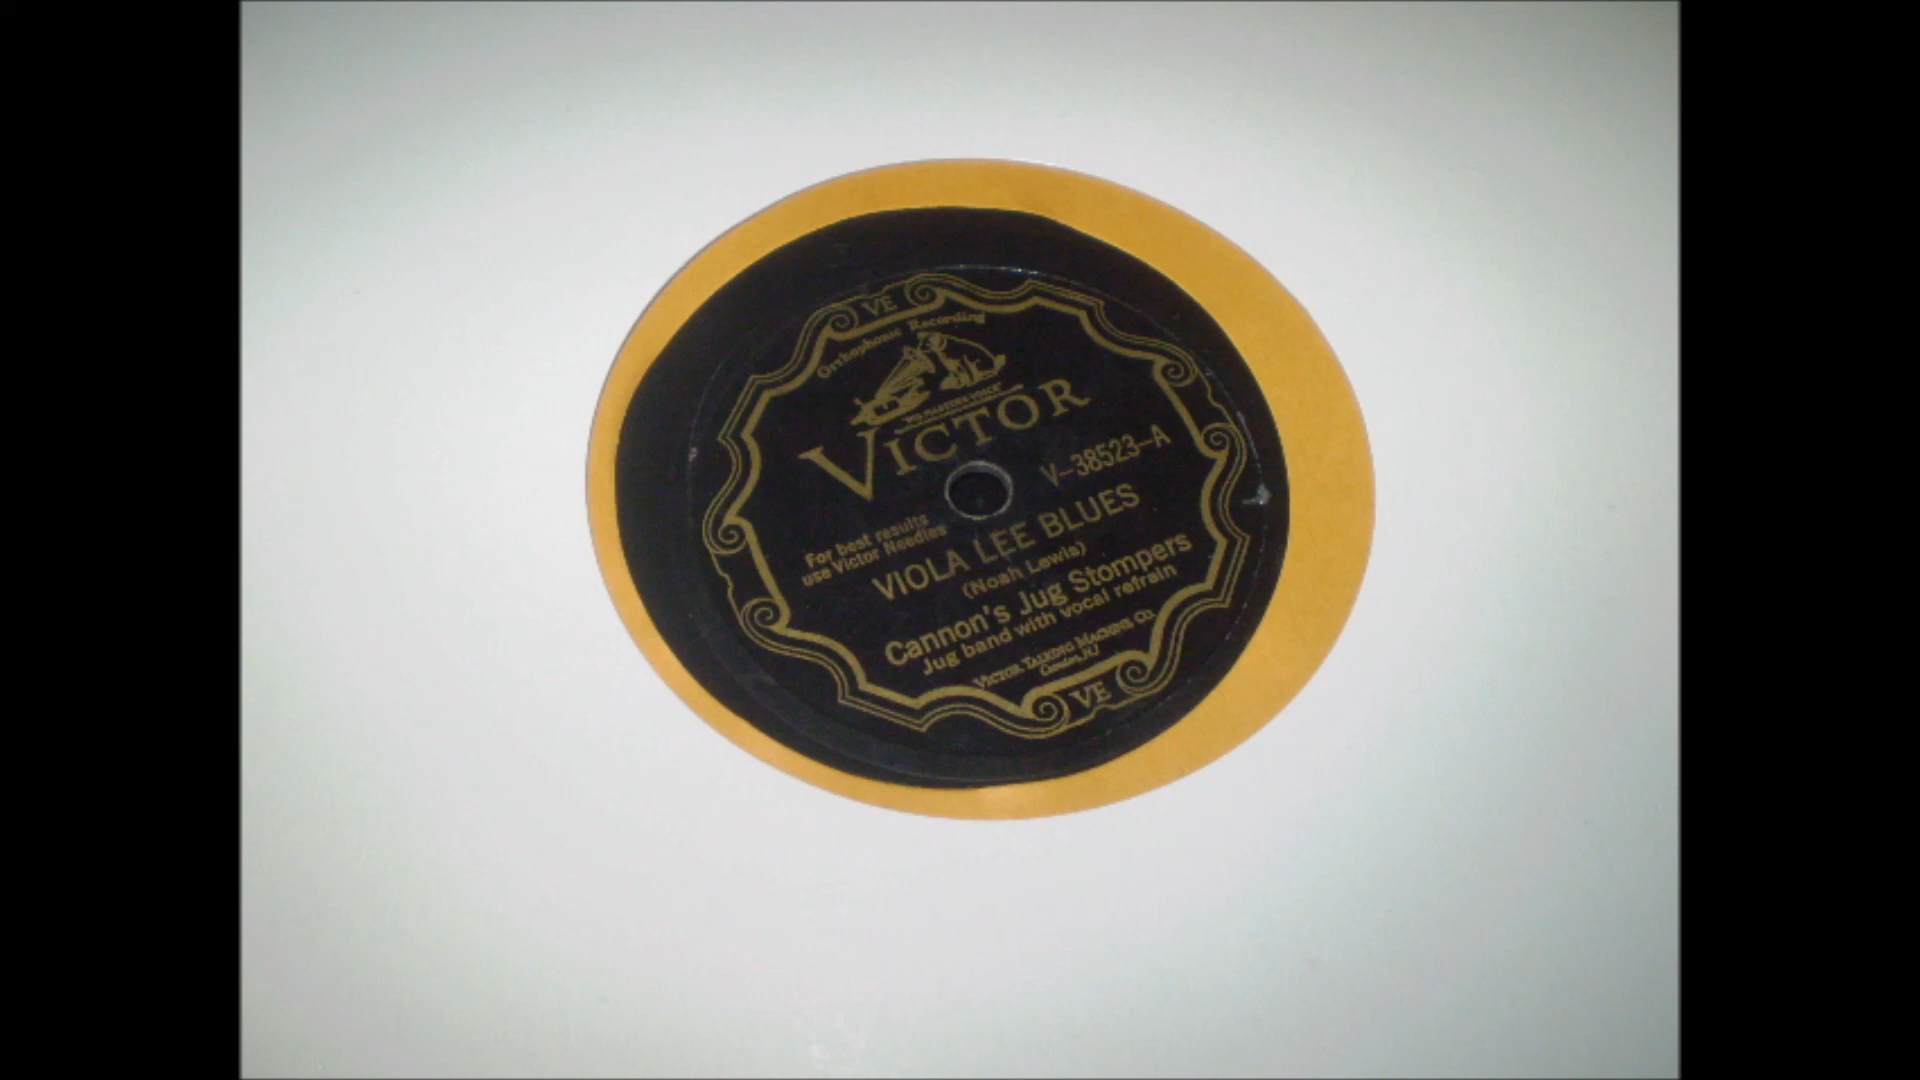 VE
Orthophonic Recording
"HIS MASTER'S VOICE"
VICTOR
V-38523-A
For best results
use Victor Needles
VIOLA LEE BLUES
(Noah Lewis)
Cannon's Jug Stompers
Jug band with vocal refrain
VICTOR TALKING MACHINE CO.
Camden, NJ
VE